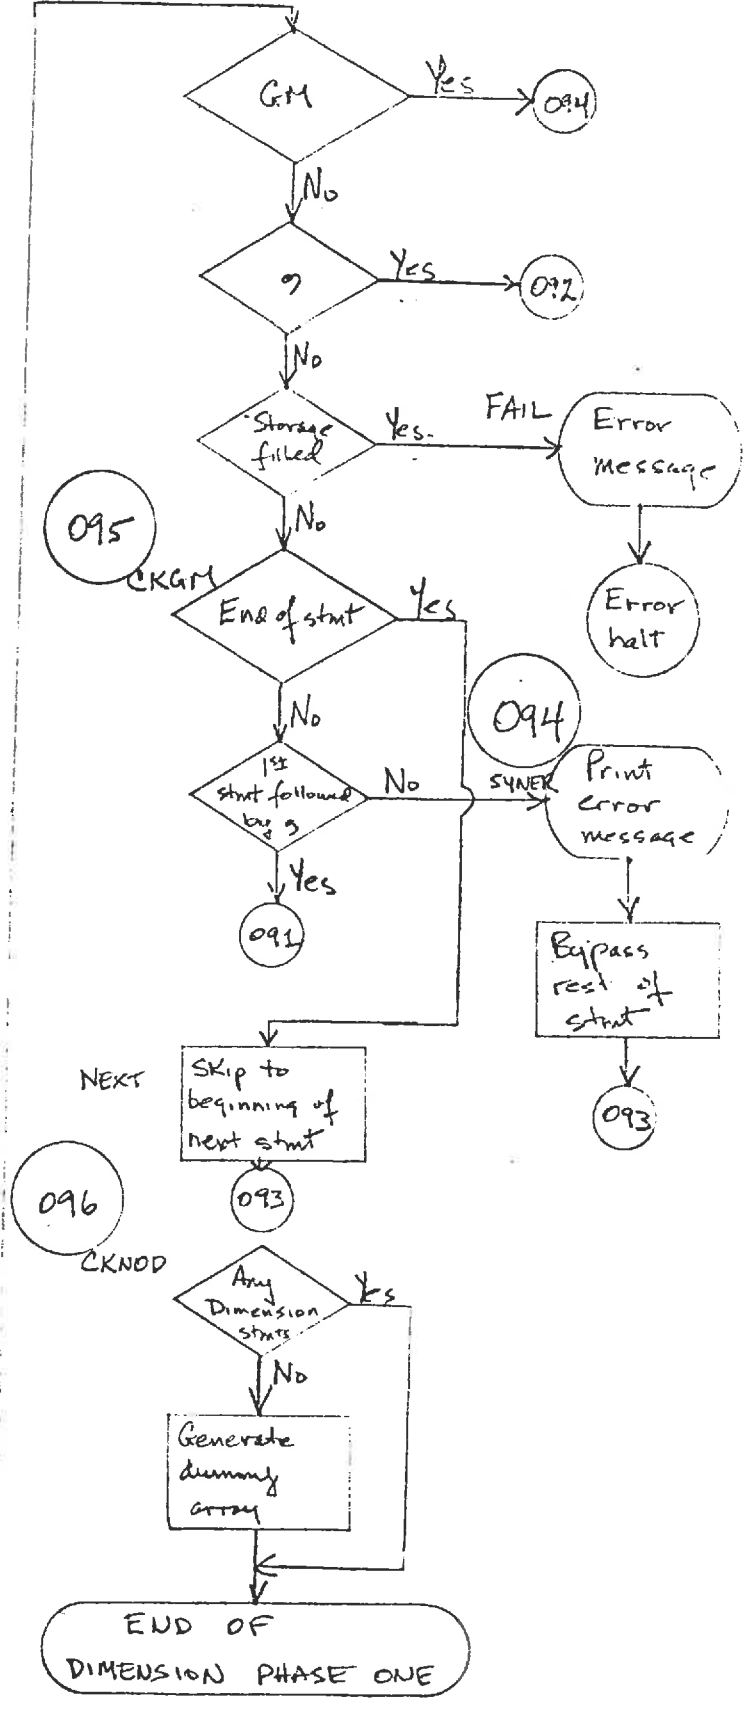 GM
Yes
094
No
,
Yes
092
No
Storage
filled
Yes
FAIL
Error
message
No
Error
halt
095
CKGM
End of stmt
Yes
No
094
1st
stmt followed
by ,
No
SYNER
Print
error
message
Yes
091
Bypass
rest of
stmt
093
NEXT
Skip to
beginning of
next stmt
093
096
CKNOD
Any
Dimension
stmts
Yes
No
Generate
dummy
array
END OF
DIMENSION PHASE ONE